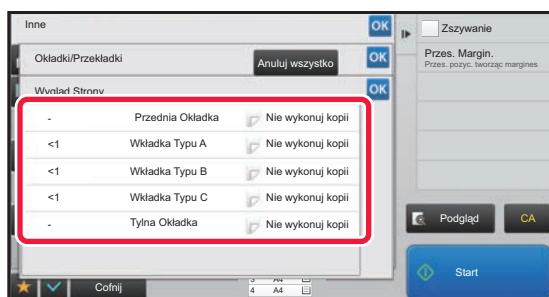 Inne
OK
Okładki/Przekładki
Anuluj wszystko
OK
Wygląd Strony
OK
- Przednia Okładka Nie wykonuj kopii
<1 Wkładka Typu A Nie wykonuj kopii
<1 Wkładka Typu B Nie wykonuj kopii
<1 Wkładka Typu C Nie wykonuj kopii
- Tylna Okładka Nie wykonuj kopii
Cofnij
3 A4
4 A4
Zszywanie
Przes. Margin.
Przes. pozyc. tworząc margines
Podgląd
CA
Start